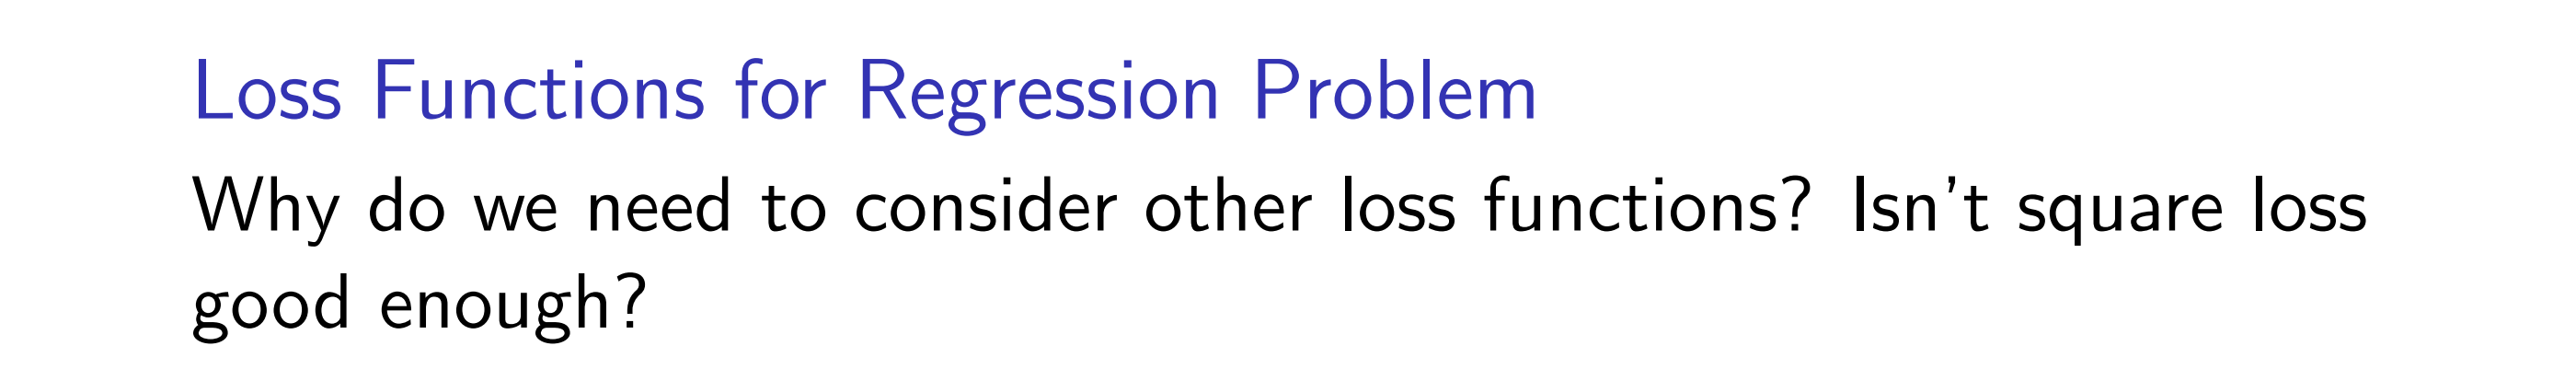 Loss Functions for Regression Problem
Why do we need to consider other loss functions? Isn't square loss
good enough?